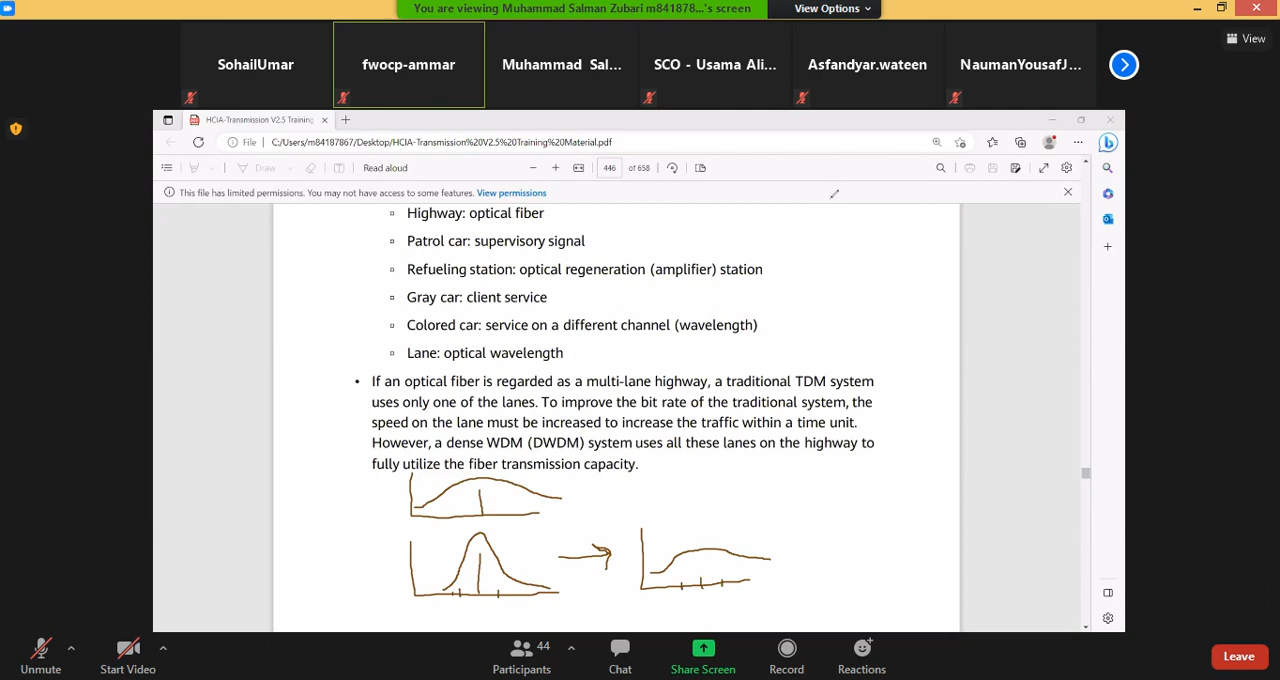 You are viewing Muhammad Salman Zubari m841878...'s screen
View Options
View
SohailUmar
fwocp-ammar
Muhammad Sal...
SCO - Usama Ali...
Asfandyar.wateen
NaumanYousafJ...
HCIA-Transmission V2.5 Training
File
C:/Users/m84187867/Desktop/HCIA-Transmission%20V2.5%20Training%20Material.pdf
Draw
Read aloud
446
of 658
This file has limited permissions. You may not have access to some features. View permissions
▫ Highway: optical fiber
▫ Patrol car: supervisory signal
▫ Refueling station: optical regeneration (amplifier) station
▫ Gray car: client service
▫ Colored car: service on a different channel (wavelength)
▫ Lane: optical wavelength
• If an optical fiber is regarded as a multi-lane highway, a traditional TDM system
uses only one of the lanes. To improve the bit rate of the traditional system, the
speed on the lane must be increased to increase the traffic within a time unit.
However, a dense WDM (DWDM) system uses all these lanes on the highway to
fully utilize the fiber transmission capacity.
Unmute
Start Video
44
Participants
Chat
Share Screen
Record
Reactions
Leave